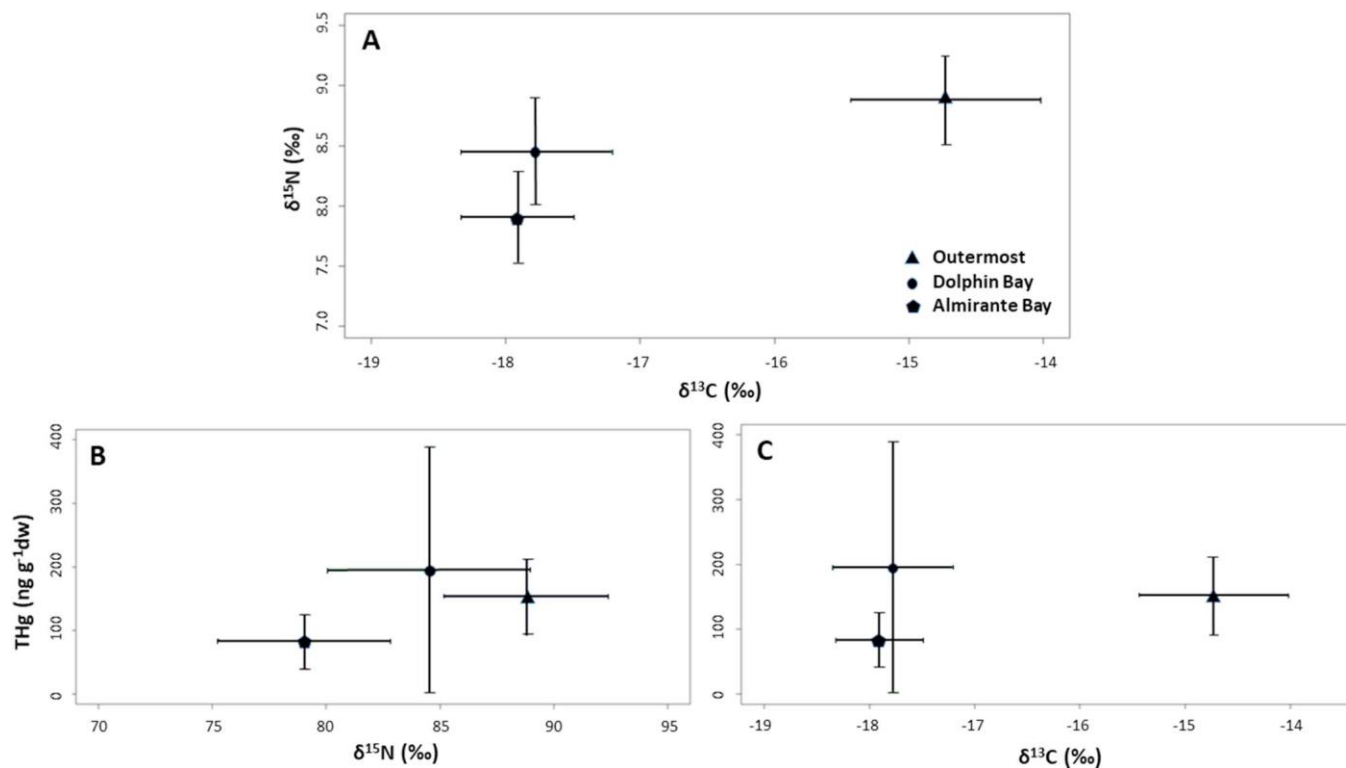 A
δ¹⁵N (‰)
9.5
9.0
8.5
8.0
7.5
7.0
Outermost
Dolphin Bay
Almirante Bay
-19 -18 -17 -16 -15 -14
δ¹³C (‰)
B
THg (ng g⁻¹dw)
400
300
200
100
0
70 75 80 85 90 95
δ¹⁵N (‰)
C
400
300
200
100
0
-19 -18 -17 -16 -15 -14
δ¹³C (‰)